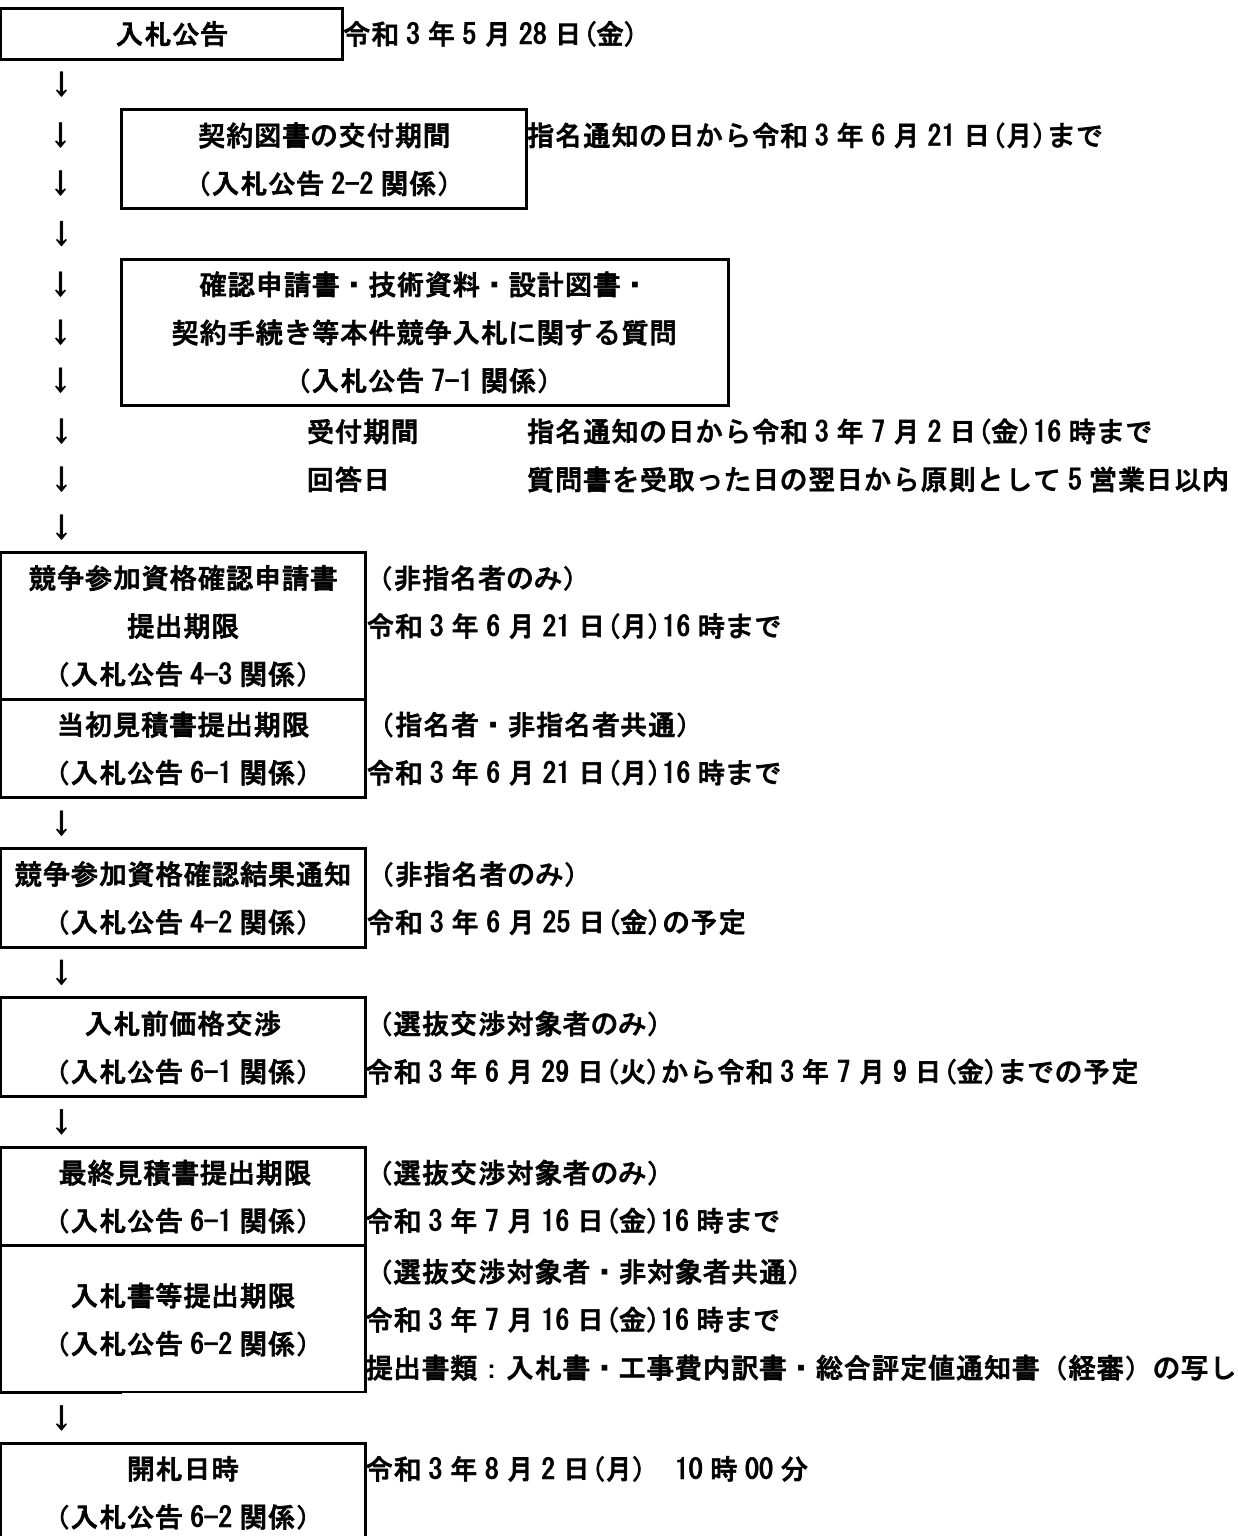 入札公告 令和3年5月28日(金)
↓
↓ 契約図書の交付期間 指名通知の日から令和3年6月21日(月)まで
↓ （入札公告2-2関係）
↓
↓ 確認申請書・技術資料・設計図書・
↓ 契約手続き等本件競争入札に関する質問
↓ （入札公告7-1関係）
↓ 受付期間 指名通知の日から令和3年7月2日(金)16時まで
↓ 回答日 質問書を受取った日の翌日から原則として5営業日以内
↓
競争参加資格確認申請書 （非指名者のみ）
提出期限 令和3年6月21日(月)16時まで
（入札公告4-3関係）
当初見積書提出期限 （指名者・非指名者共通）
（入札公告6-1関係） 令和3年6月21日(月)16時まで
↓
競争参加資格確認結果通知 （非指名者のみ）
（入札公告4-2関係） 令和3年6月25日(金)の予定
↓
入札前価格交渉 （選抜交渉対象者のみ）
（入札公告6-1関係） 令和3年6月29日(火)から令和3年7月9日(金)までの予定
↓
最終見積書提出期限 （選抜交渉対象者のみ）
（入札公告6-1関係） 令和3年7月16日(金)16時まで
（選抜交渉対象者・非対象者共通）
入札書等提出期限 令和3年7月16日(金)16時まで
（入札公告6-2関係） 提出書類：入札書・工事費内訳書・総合評定値通知書（経審）の写し
↓
開札日時 令和3年8月2日(月) 10時00分
（入札公告6-2関係）